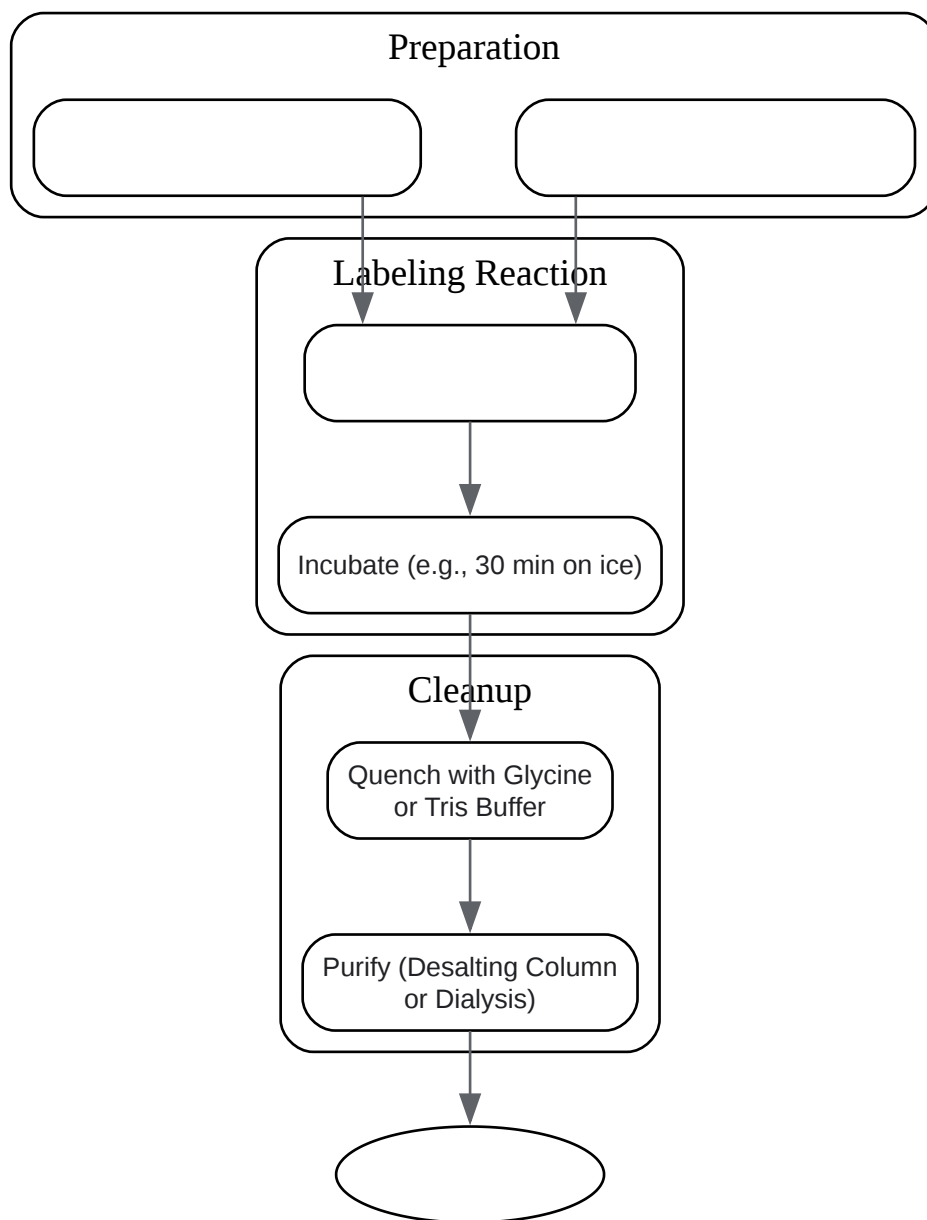 Preparation
Labeling Reaction
Incubate (e.g., 30 min on ice)
Cleanup
Quench with Glycine
or Tris Buffer
Purify (Desalting Column
or Dialysis)